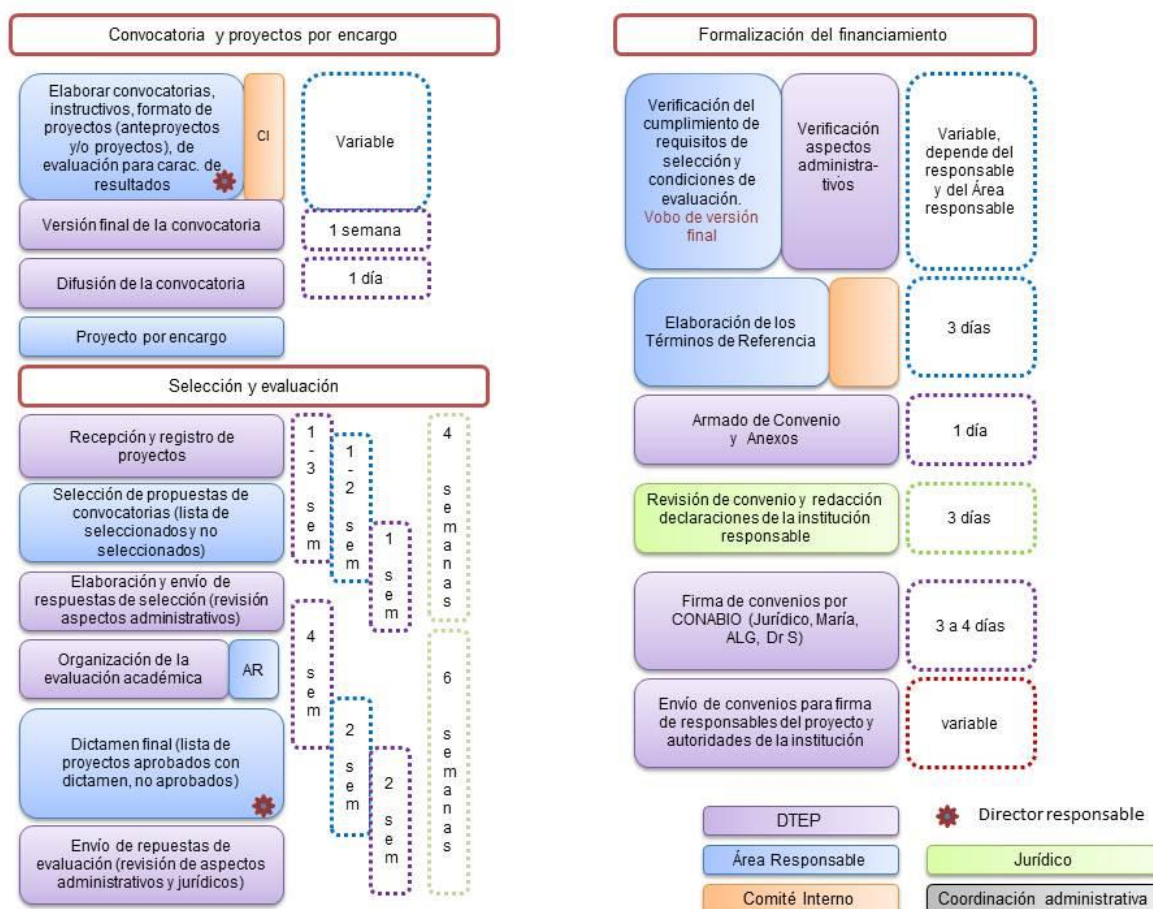 Convocatoria y proyectos por encargo
Elaborar convocatorias,
instructivos, formato de
proyectos (anteproyectos
y/o proyectos), de
evaluación para carac. de
resultados
CI
Variable
Versión final de la convocatoria
1 semana
Difusión de la convocatoria
1 día
Proyecto por encargo
Selección y evaluación
Recepción y registro de
proyectos
Selección de propuestas de
convocatorias (lista de
seleccionados y no
seleccionados)
Elaboración y envío de
respuestas de selección (revisión
aspectos administrativos)
Organización de la
evaluación académica
AR
Dictamen final (lista de
proyectos aprobados con
dictamen, no aprobados)
Envío de repuestas de
evaluación (revisión de aspectos
administrativos y jurídicos)
1-3 sem
1-2 sem
1 sem
4 semanas
4 sem
2 sem
2 sem
6 semanas
Formalización del financiamiento
Verificación del
cumplimiento de
requisitos de
selección y
condiciones de
evaluación.
Vobo de versión
final
Verificación
aspectos
administra-
tivos
Variable,
depende del
responsable
y del Área
responsable
Elaboración de los
Términos de Referencia
3 días
Armado de Convenio
y Anexos
1 día
Revisión de convenio y redacción
declaraciones de la institución
responsable
3 días
Firma de convenios por
CONABIO (Jurídico, María,
ALG, Dr S)
3 a 4 días
Envío de convenios para firma
de responsables del proyecto y
autoridades de la institución
variable
DTEP
Director responsable
Área Responsable
Jurídico
Comité Interno
Coordinación administrativa